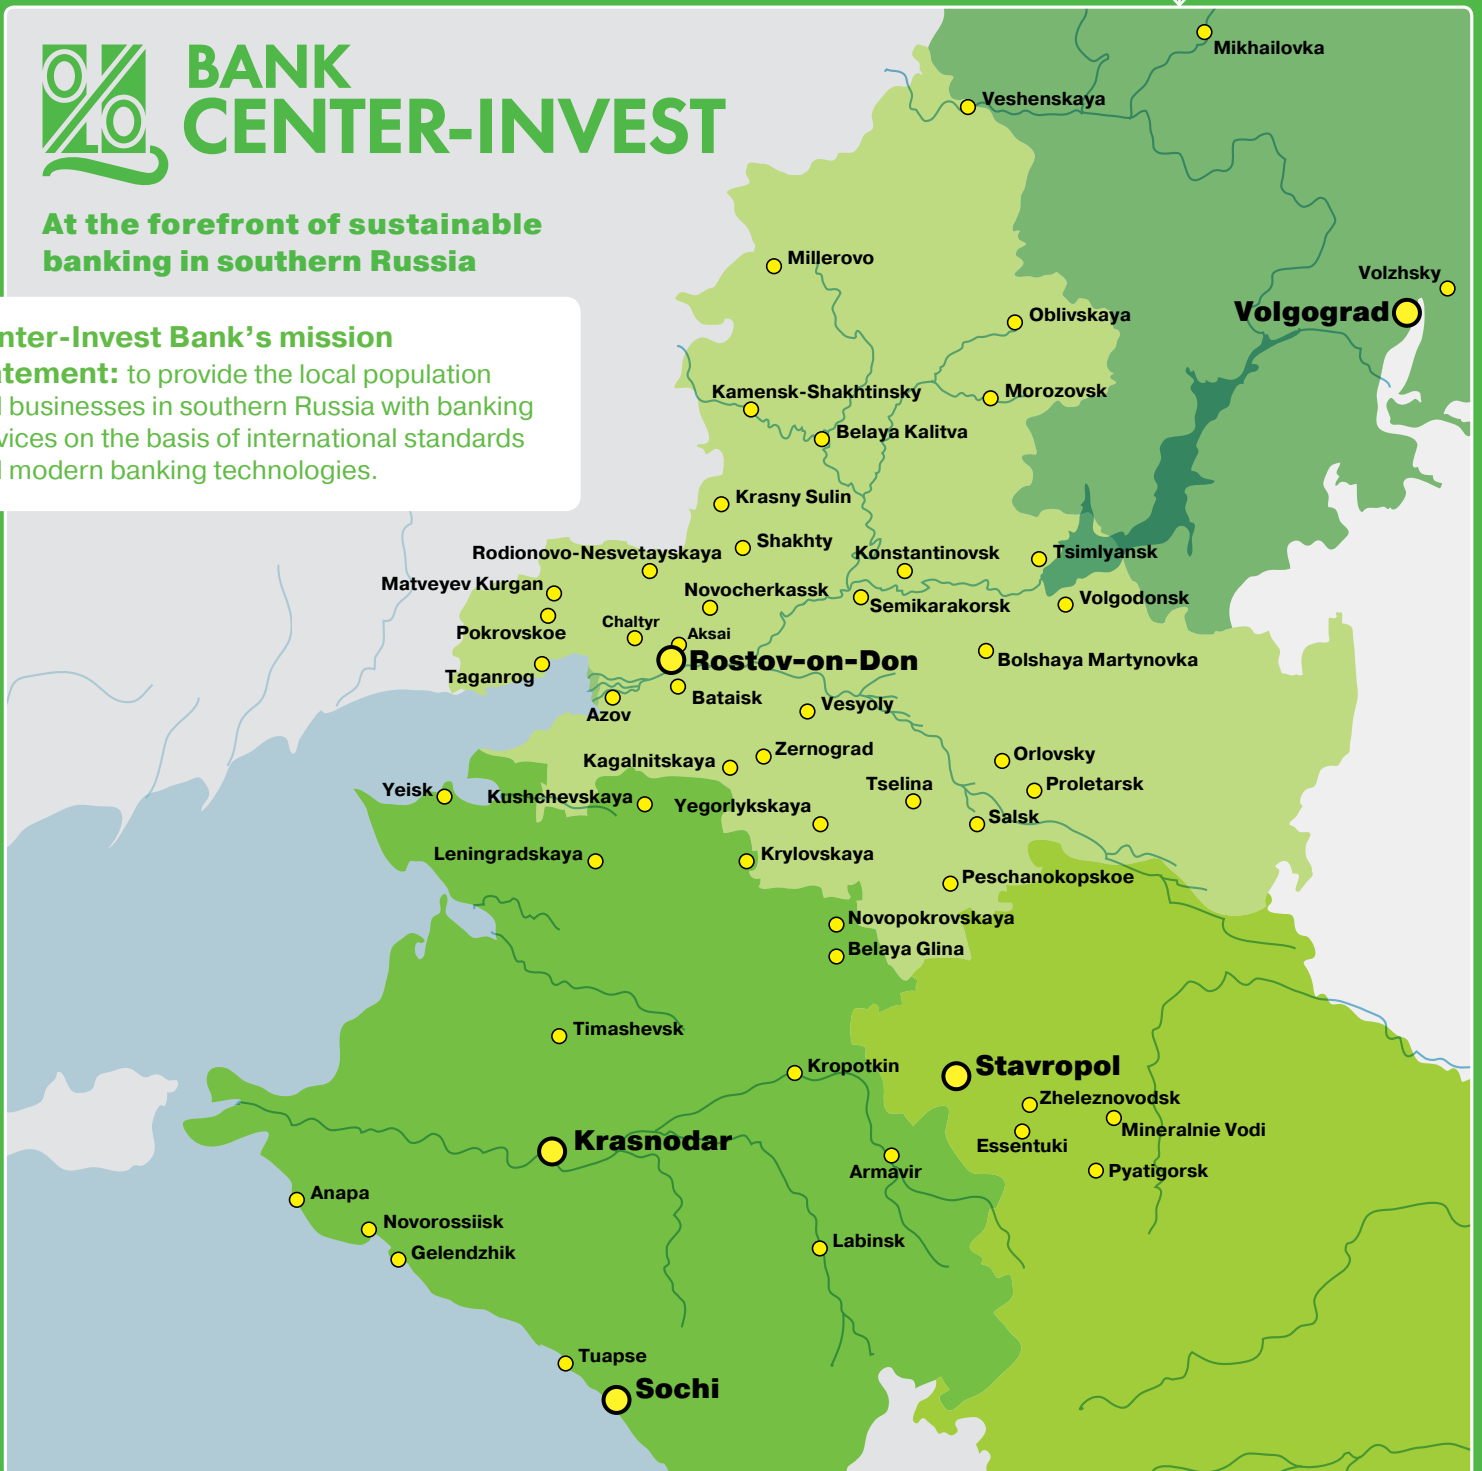 BANK
CENTER-INVEST
At the forefront of sustainable
banking in southern Russia
nter-Invest Bank's mission
tement: to provide the local population
businesses in southern Russia with banking
vices on the basis of international standards
modern banking technologies.
Mikhailovka
Veshenskaya
Millerovo
Volzhsky
Volgograd
Oblivskaya
Kamensk-Shakhtinsky
Morozovsk
Belaya Kalitva
Krasny Sulin
Shakhty
Rodionovo-Nesvetayskaya
Konstantinovsk
Tsimlyansk
Matveyev Kurgan
Novocherkassk
Semikarakorsk
Volgodonsk
Pokrovskoe
Chaltyr
Aksai
Rostov-on-Don
Bolshaya Martynovka
Taganrog
Bataisk
Azov
Vesyoly
Kagalnitskaya
Zernograd
Orlovsky
Yeisk
Kushchevskaya
Yegorlykskaya
Tselina
Proletarsk
Salsk
Leningradskaya
Krylovskaya
Peschanokopskoe
Novopokrovskaya
Belaya Glina
Timashevsk
Kropotkin
Stavropol
Zheleznovodsk
Mineralnie Vodi
Essentuki
Krasnodar
Armavir
Pyatigorsk
Anapa
Novorossiisk
Gelendzhik
Labinsk
Tuapse
Sochi